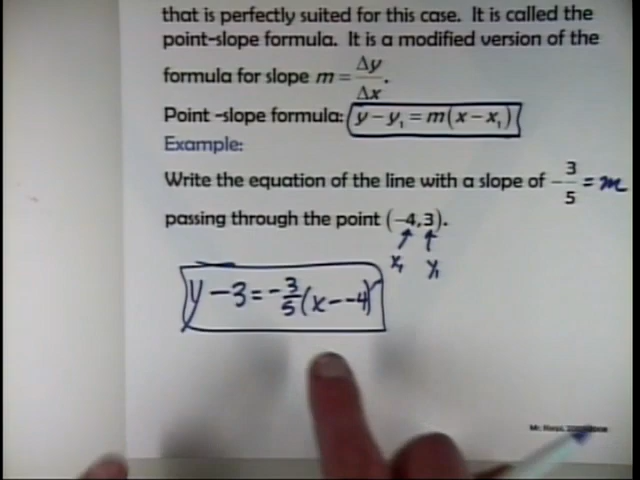 that is perfectly suited for this case. It is called the
point-slope formula. It is a modified version of the
formula for slope m = Δy/Δx.
Point -slope formula: y − y₁ = m(x − x₁)
Example:
Write the equation of the line with a slope of −3/5 = m
passing through the point (−4,3).
x₁ y₁
y − 3 = −3/5(x − −4)